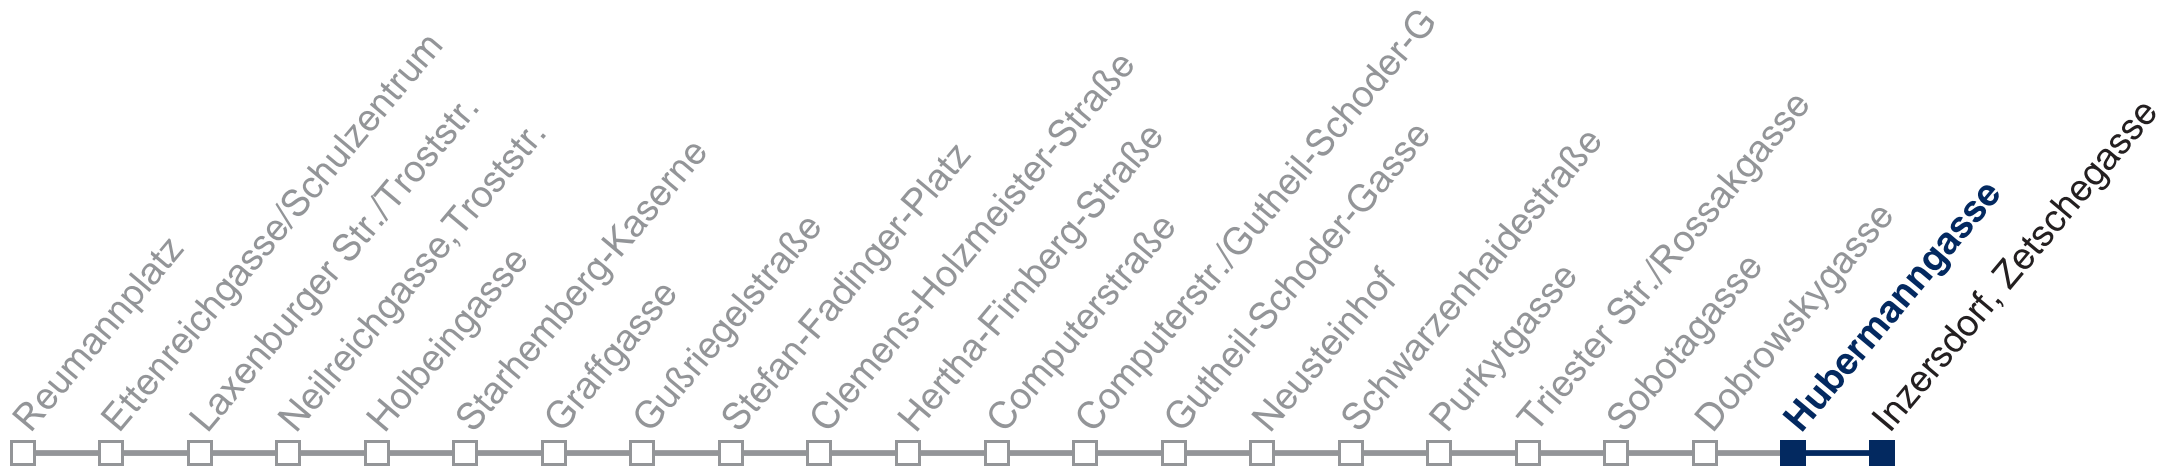 Reumannplatz
Ettenreichgasse/Schulzentrum
Laxenburger Str./Troststr.
Neilreichgasse,Troststr.
Holbeingasse
Starhemberg-Kaserne
Graffgasse
Gußriegelstraße
Stefan-Fadinger-Platz
Clemens-Holzmeister-Straße
Hertha-Firnberg-Straße
Computerstraße
Computerstr./Gutheil-Schoder-G
Gutheil-Schoder-Gasse
Neusteinhof
Schwarzenhaidestraße
Purkytgasse
Triester Str./Rossakgasse
Sobotagasse
Dobrowskygasse
Hubermanngasse
Inzersdorf, Zetschegasse